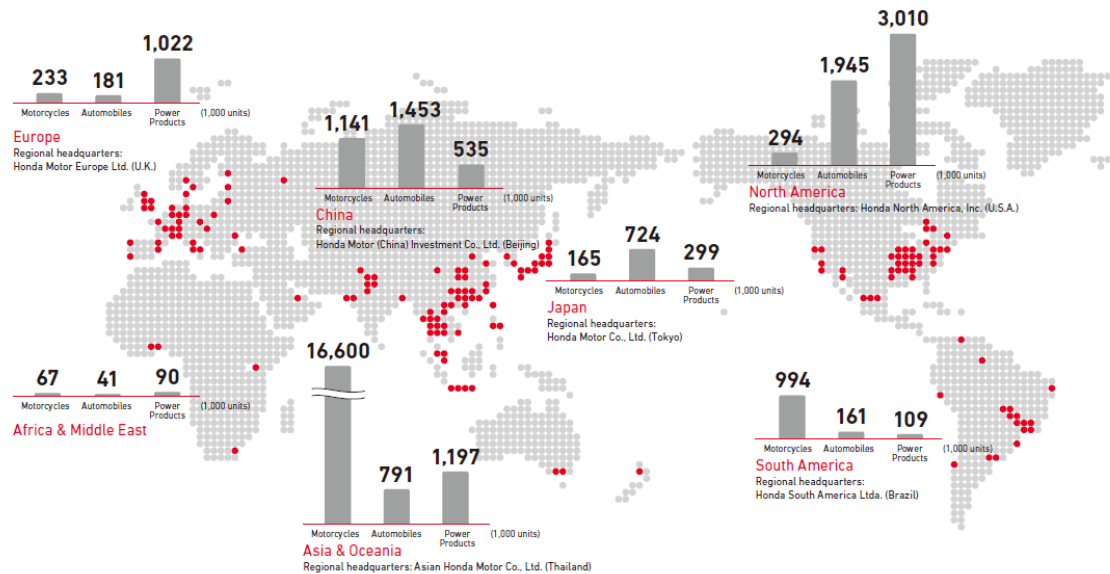 1,022
233 181
Motorcycles Automobiles Power Products (1,000 units)
Europe
Regional headquarters:
Honda Motor Europe Ltd. (U.K.)
1,453
1,141
535
Motorcycles Automobiles Power Products (1,000 units)
China
Regional headquarters:
Honda Motor (China) Investment Co., Ltd. (Beijing)
3,010
1,945
294
Motorcycles Automobiles Power Products (1,000 units)
North America
Regional headquarters: Honda North America, Inc. (U.S.A.)
724
165 299
Motorcycles Automobiles Power Products (1,000 units)
Japan
Regional headquarters:
Honda Motor Co., Ltd. (Tokyo)
67 41 90
Motorcycles Automobiles Power Products (1,000 units)
Africa & Middle East
16,600
1,197
791
Motorcycles Automobiles Power Products (1,000 units)
Asia & Oceania
Regional headquarters: Asian Honda Motor Co., Ltd. (Thailand)
994
161 109
Motorcycles Automobiles Power Products (1,000 units)
South America
Regional headquarters:
Honda South America Ltda. (Brazil)